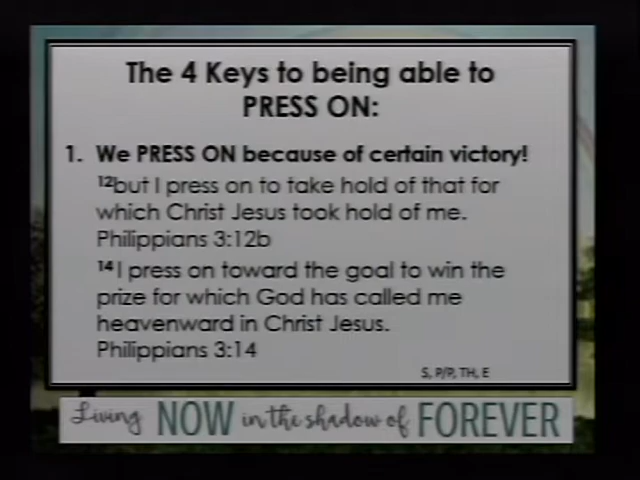 The 4 Keys to being able to
PRESS ON:
1. We PRESS ON because of certain victory!
¹²but I press on to take hold of that for
which Christ Jesus took hold of me.
Philippians 3:12b
¹⁴I press on toward the goal to win the
prize for which God has called me
heavenward in Christ Jesus.
Philippians 3:14
S, P/P, TH, E
Living NOW in the shadow of FOREVER